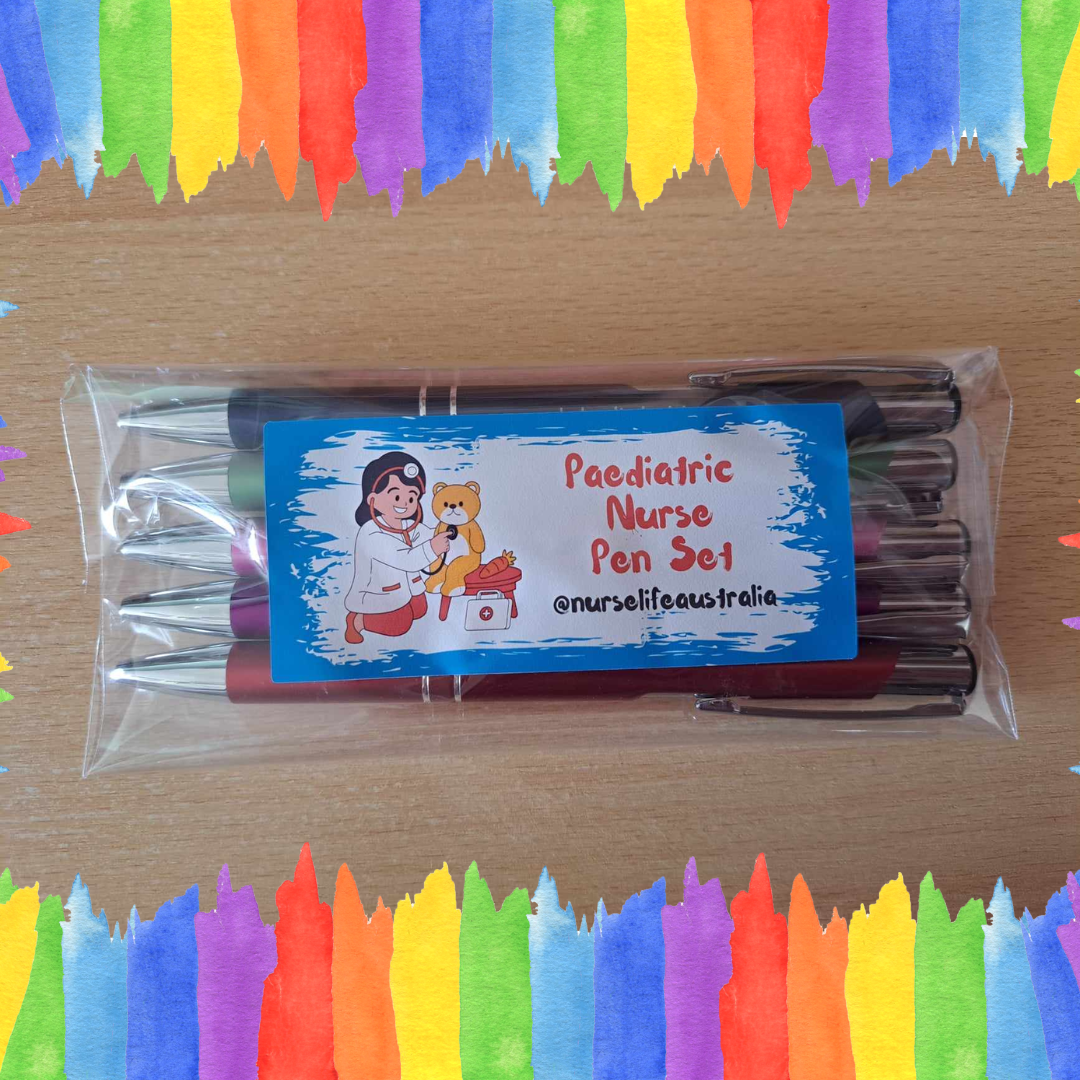 Paediatric
Nurse
Pen Set
@nurselifeaustralia